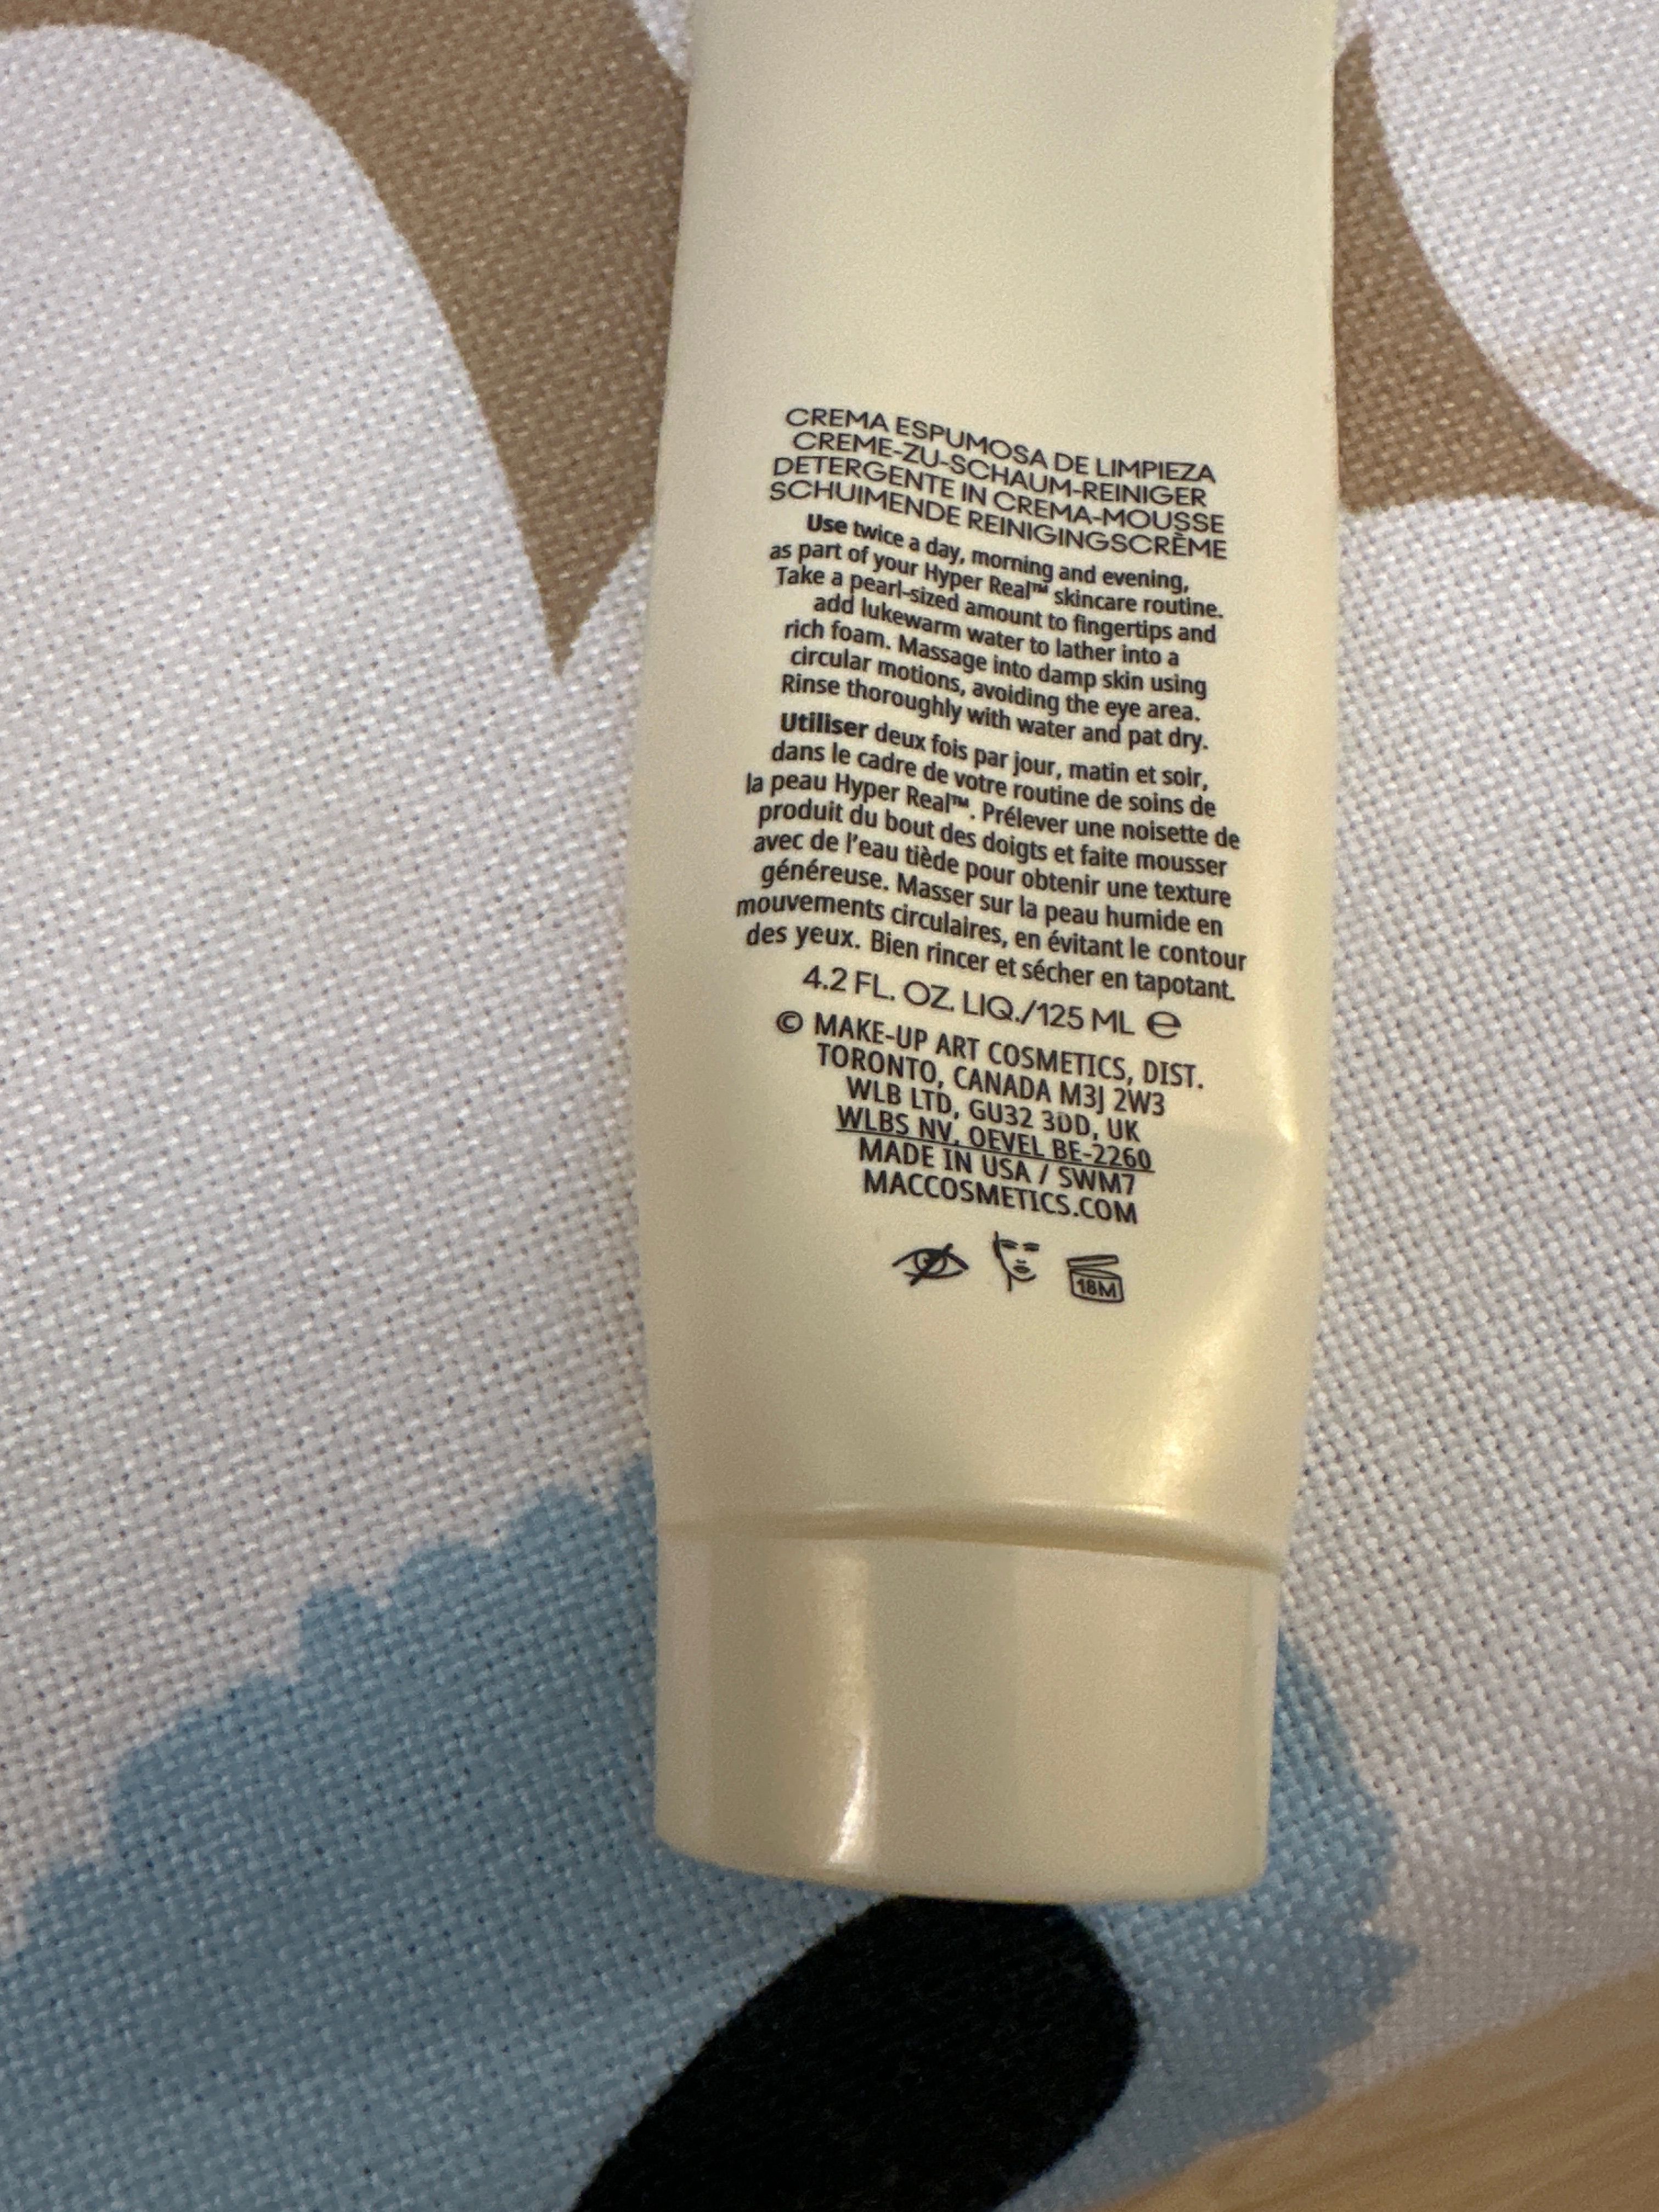 CREMA ESPUMOSA DE LIMPIEZA
CREME-ZU-SCHAUM-REINIGER
DETERGENTE IN CREMA-MOUSSE
SCHUIMENDE REINIGINGSCRÈME
Use twice a day, morning and evening,
as part of your Hyper Real™ skincare routine.
Take a pearl-sized amount to fingertips and
add lukewarm water to lather into a
rich foam. Massage into damp skin using
circular motions, avoiding the eye area.
Rinse thoroughly with water and pat dry.
Utiliser deux fois par jour, matin et soir,
dans le cadre de votre routine de soins de
la peau Hyper Real™. Prélever une noisette de
produit du bout des doigts et faite mousser
avec de l'eau tiède pour obtenir une texture
généreuse. Masser sur la peau humide en
mouvements circulaires, en évitant le contour
des yeux. Bien rincer et sécher en tapotant.
4.2 FL. OZ. LIQ./125 ML ℮
© MAKE-UP ART COSMETICS, DIST.
TORONTO, CANADA M3J 2W3
WLB LTD, GU32 3DD, UK
WLBS NV, OEVEL BE-2260
MADE IN USA / SWM7
MACCOSMETICS.COM
18M